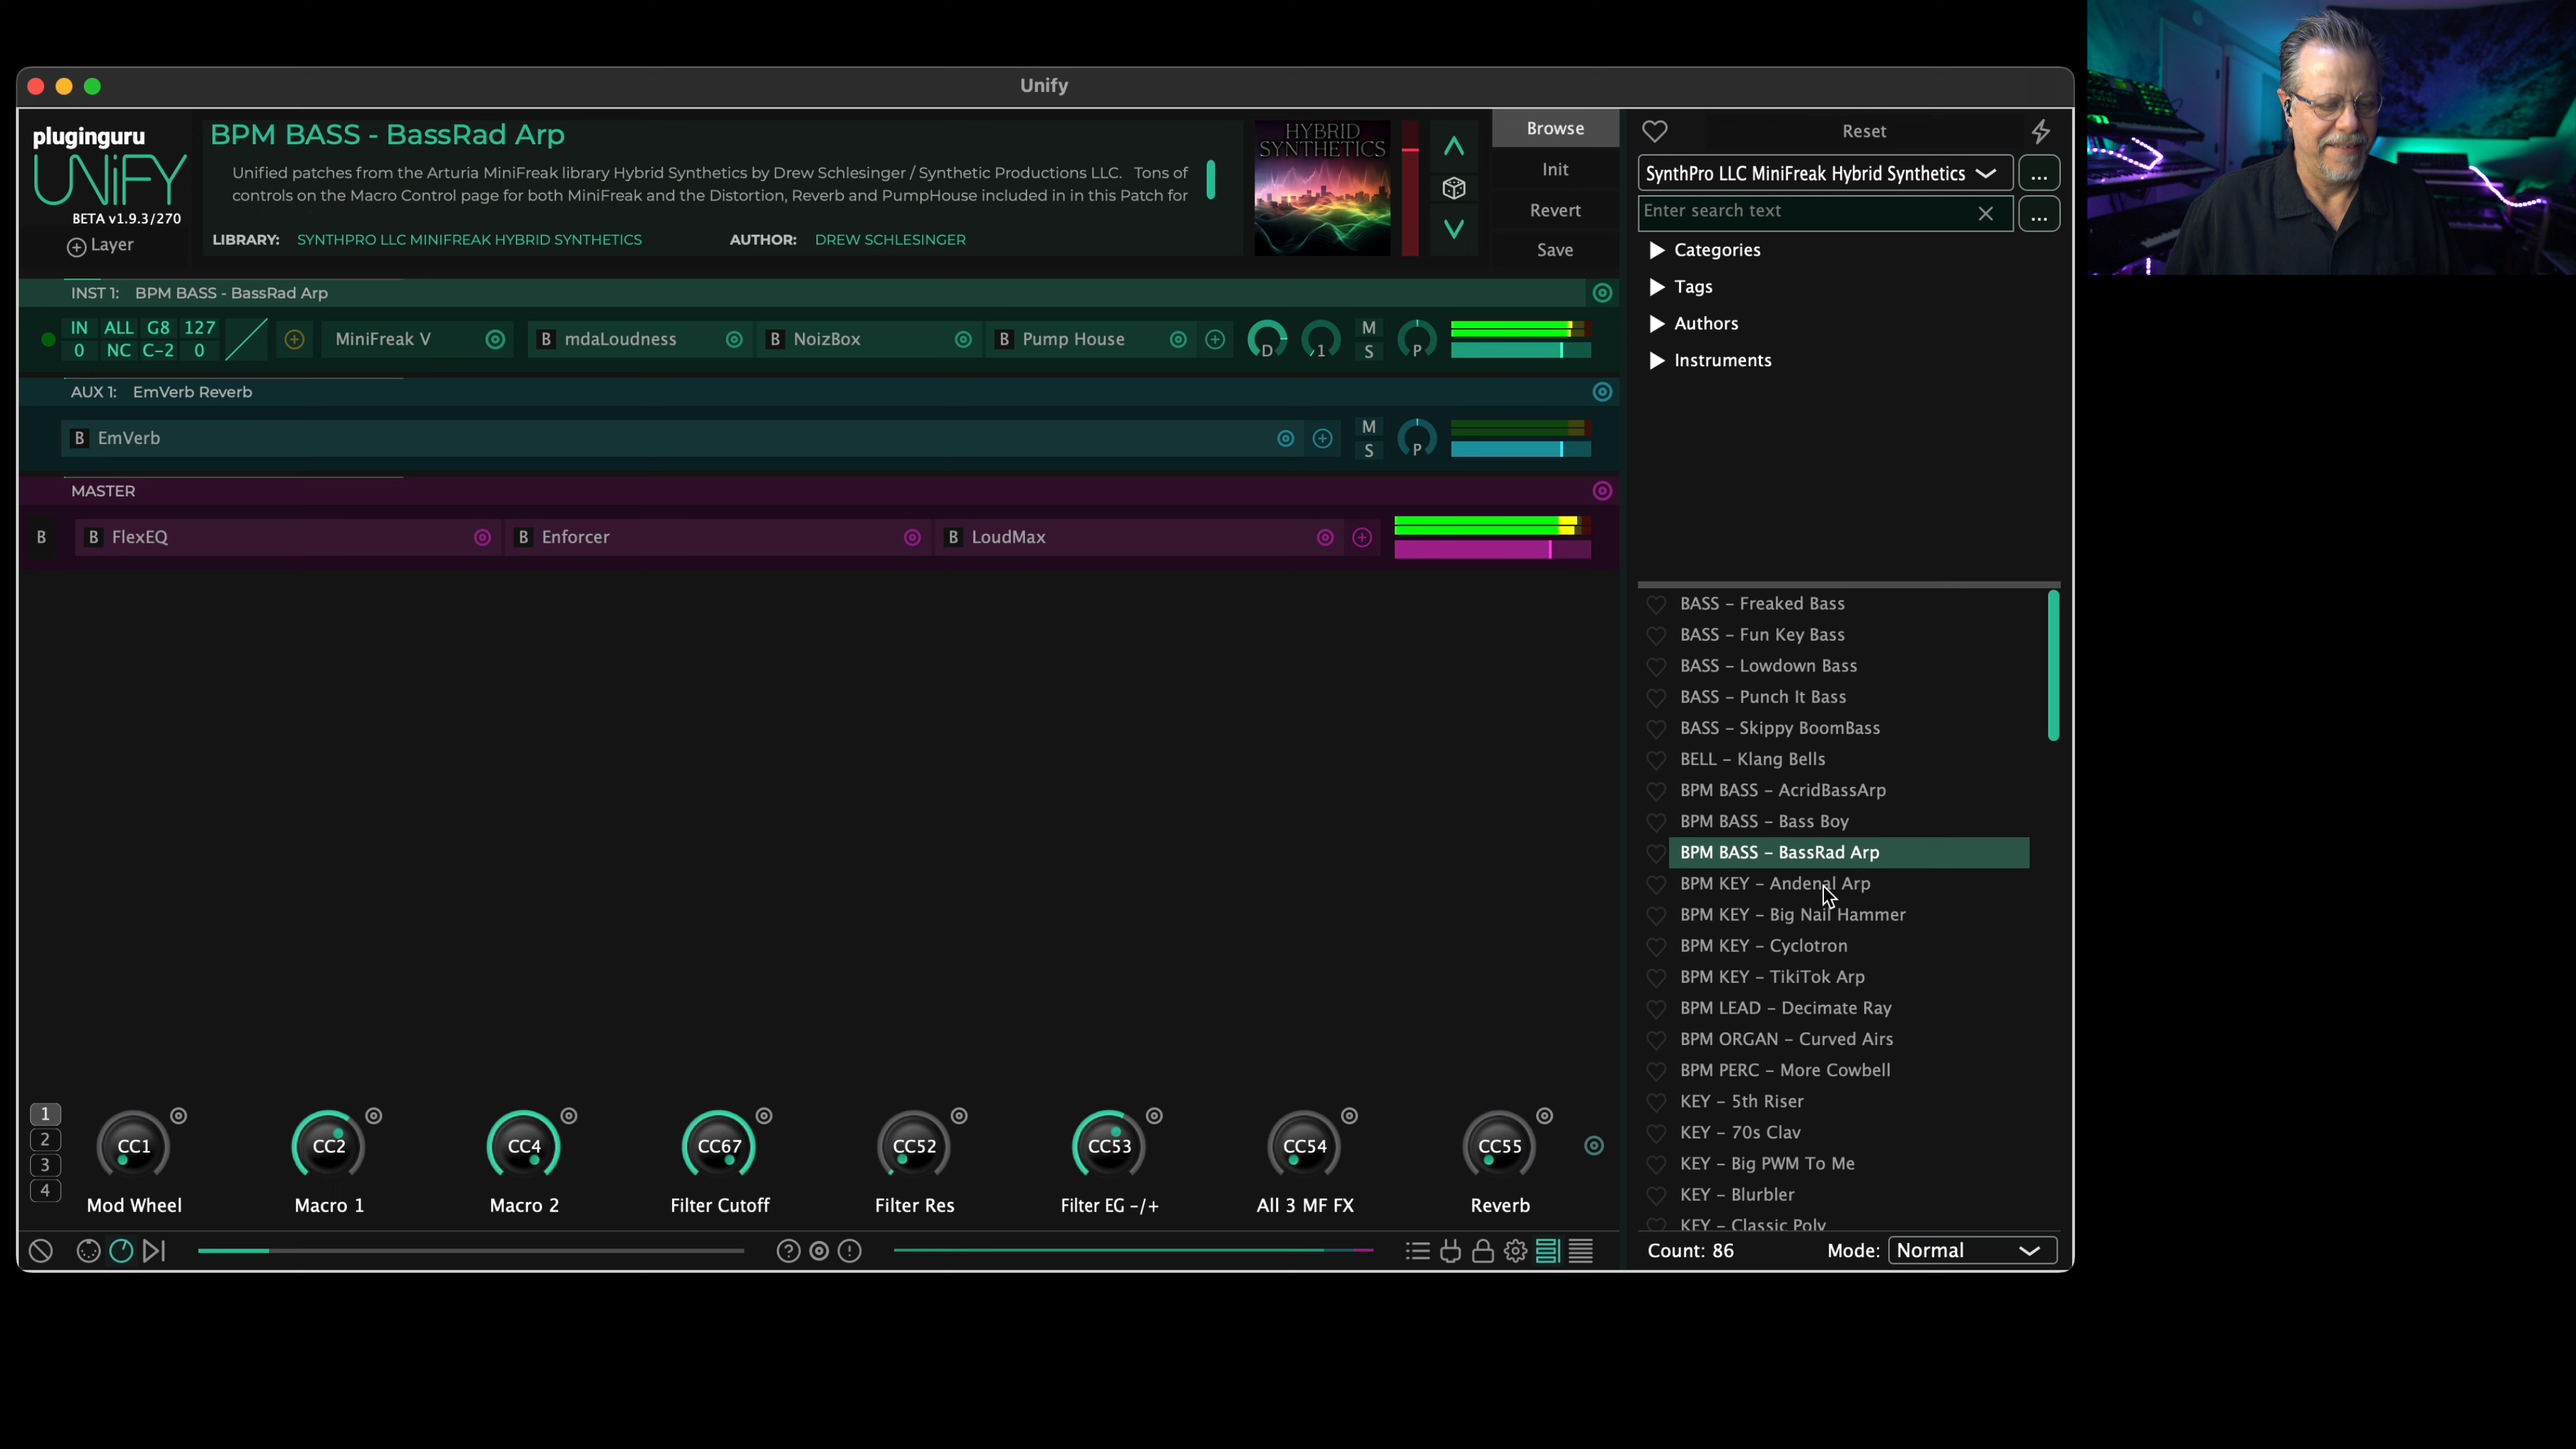 Unify
pluginguru
UNiFY
BETA v1.9.3/270
Layer
BPM BASS - BassRad Arp
Unified patches from the Arturia MiniFreak library Hybrid Synthetics by Drew Schlesinger / Synthetic Productions LLC. Tons of
controls on the Macro Control page for both MiniFreak and the Distortion, Reverb and PumpHouse included in in this Patch for
LIBRARY: SYNTHPRO LLC MINIFREAK HYBRID SYNTHETICS AUTHOR: DREW SCHLESINGER
HYBRID
SYNTHETICS
Browse
Init
Revert
Save
INST 1: BPM BASS - BassRad Arp
IN ALL G8 127
0 NC C-2 0
MiniFreak V
B mdaLoudness
B NoizBox
B Pump House
D
1
M
S
P
AUX 1: EmVerb Reverb
B EmVerb
M
S
P
MASTER
B
B FlexEQ
B Enforcer
B LoudMax
1
2
3
4
CC1 CC2 CC4 CC67 CC52 CC53 CC54 CC55
Mod Wheel Macro 1 Macro 2 Filter Cutoff Filter Res Filter EG -/+ All 3 MF FX Reverb
Reset
SynthPro LLC MiniFreak Hybrid Synthetics ...
Enter search text ...
Categories
Tags
Authors
Instruments
BASS - Freaked Bass
BASS - Fun Key Bass
BASS - Lowdown Bass
BASS - Punch It Bass
BASS - Skippy BoomBass
BELL - Klang Bells
BPM BASS - AcridBassArp
BPM BASS - Bass Boy
BPM BASS - BassRad Arp
BPM KEY - Andenal Arp
BPM KEY - Big Nail Hammer
BPM KEY - Cyclotron
BPM KEY - TikiTok Arp
BPM LEAD - Decimate Ray
BPM ORGAN - Curved Airs
BPM PERC - More Cowbell
KEY - 5th Riser
KEY - 70s Clav
KEY - Big PWM To Me
KEY - Blurbler
KEY - Classic Poly
Count: 86 Mode: Normal